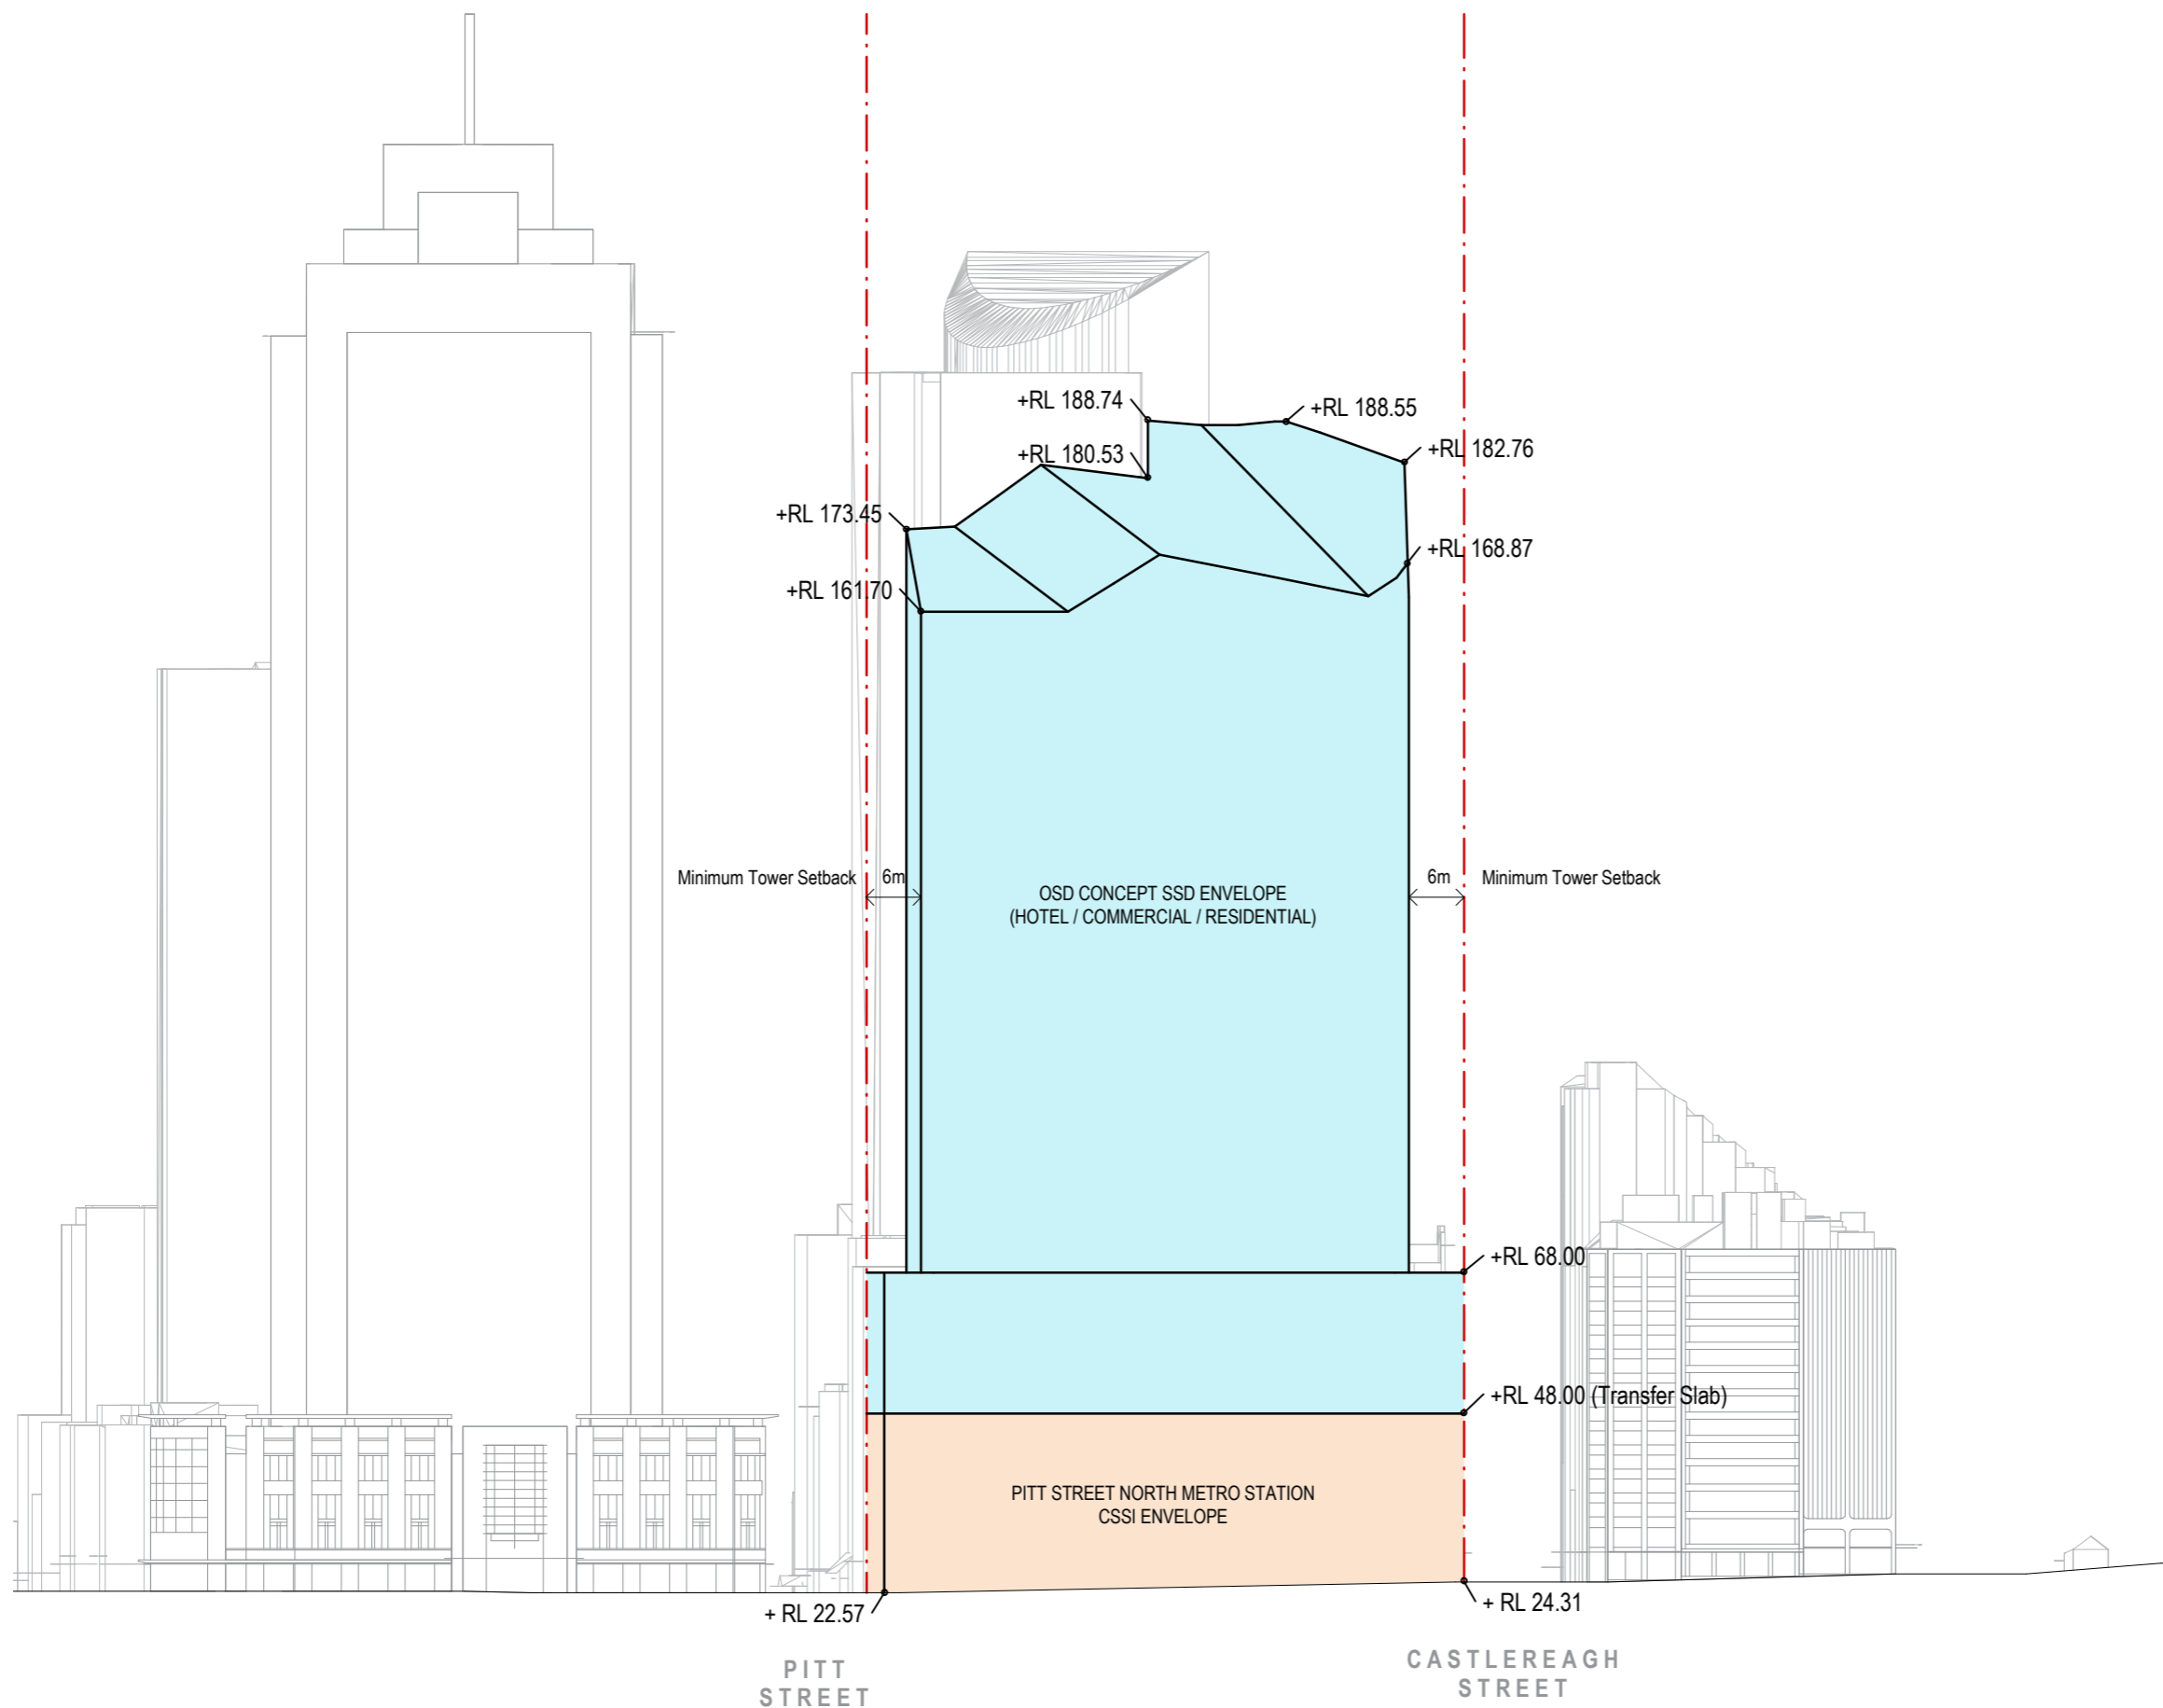 +RL 188.74
+RL 188.55
+RL 180.53
+RL 182.76
+RL 173.45
+RL 168.87
+RL 161.70
Minimum Tower Setback
6m
OSD CONCEPT SSD ENVELOPE
(HOTEL / COMMERCIAL / RESIDENTIAL)
6m
Minimum Tower Setback
+RL 68.00
+RL 48.00 (Transfer Slab)
PITT STREET NORTH METRO STATION
CSSI ENVELOPE
+ RL 22.57
+ RL 24.31
PITT
STREET
CASTLEREAGH
STREET